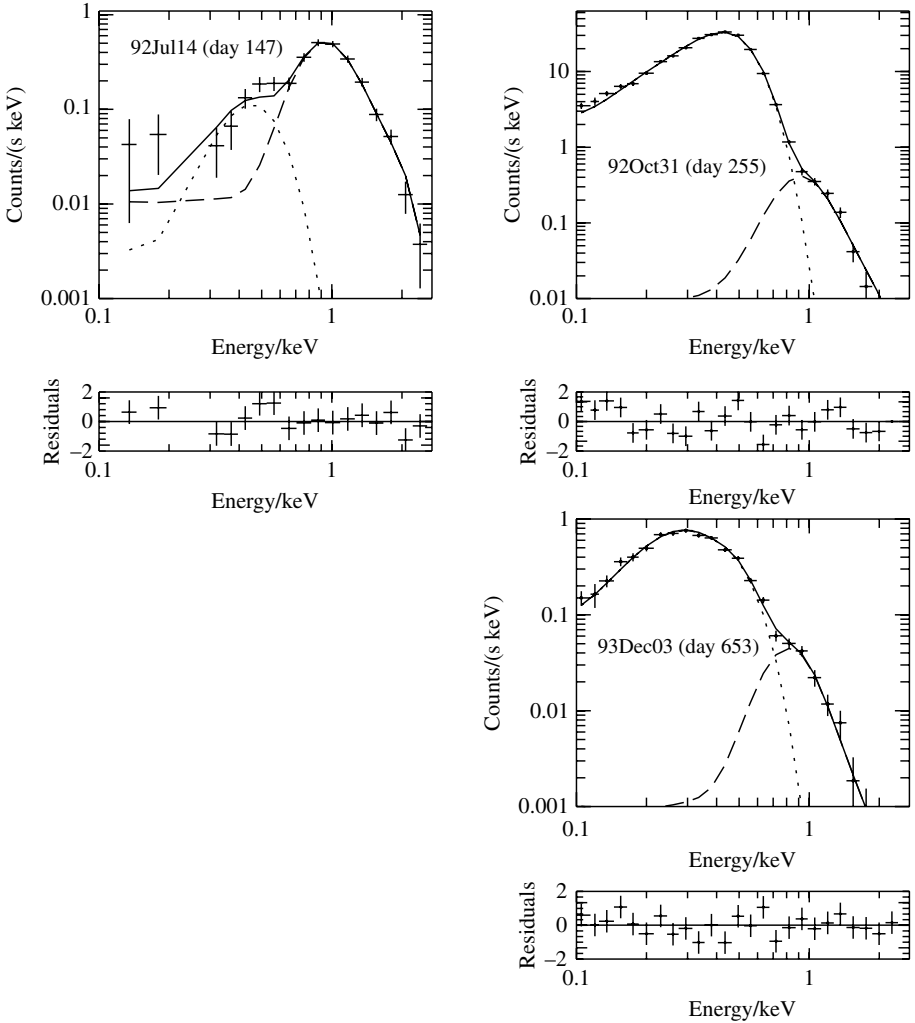 1
0.1
0.01
0.001
Counts/(s keV)
92Jul14 (day 147)
0.1
1
Energy/keV
2
0
−2
Residuals
0.1
1
Energy/keV
10
1
0.1
0.01
Counts/(s keV)
92Oct31 (day 255)
0.1
1
Energy/keV
2
0
−2
Residuals
0.1
1
Energy/keV
1
0.1
0.01
0.001
Counts/(s keV)
93Dec03 (day 653)
0.1
1
Energy/keV
2
0
−2
Residuals
0.1
1
Energy/keV